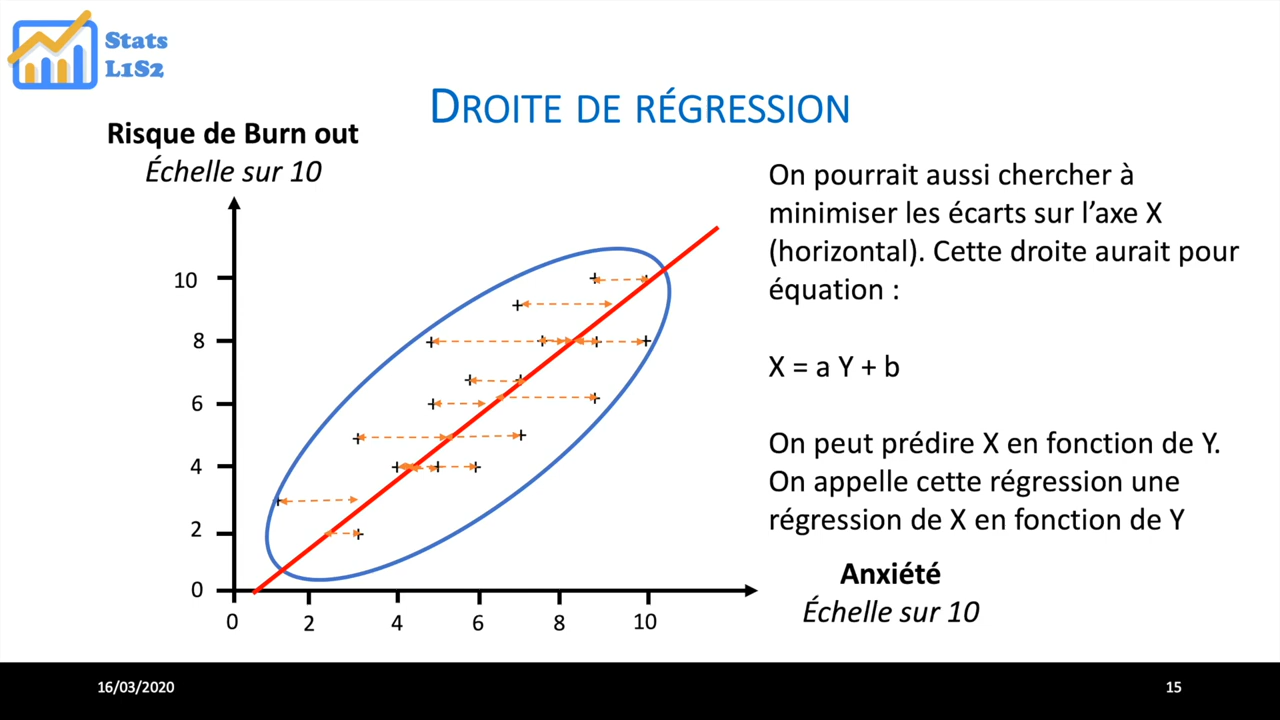 Stats
L1S2
DROITE DE RÉGRESSION
Risque de Burn out
Échelle sur 10
10
8
6
4
2
0
0 2 4 6 8 10
On pourrait aussi chercher à
minimiser les écarts sur l’axe X
(horizontal). Cette droite aurait pour
équation :
X = a Y + b
On peut prédire X en fonction de Y.
On appelle cette régression une
régression de X en fonction de Y
Anxiété
Échelle sur 10
16/03/2020
15